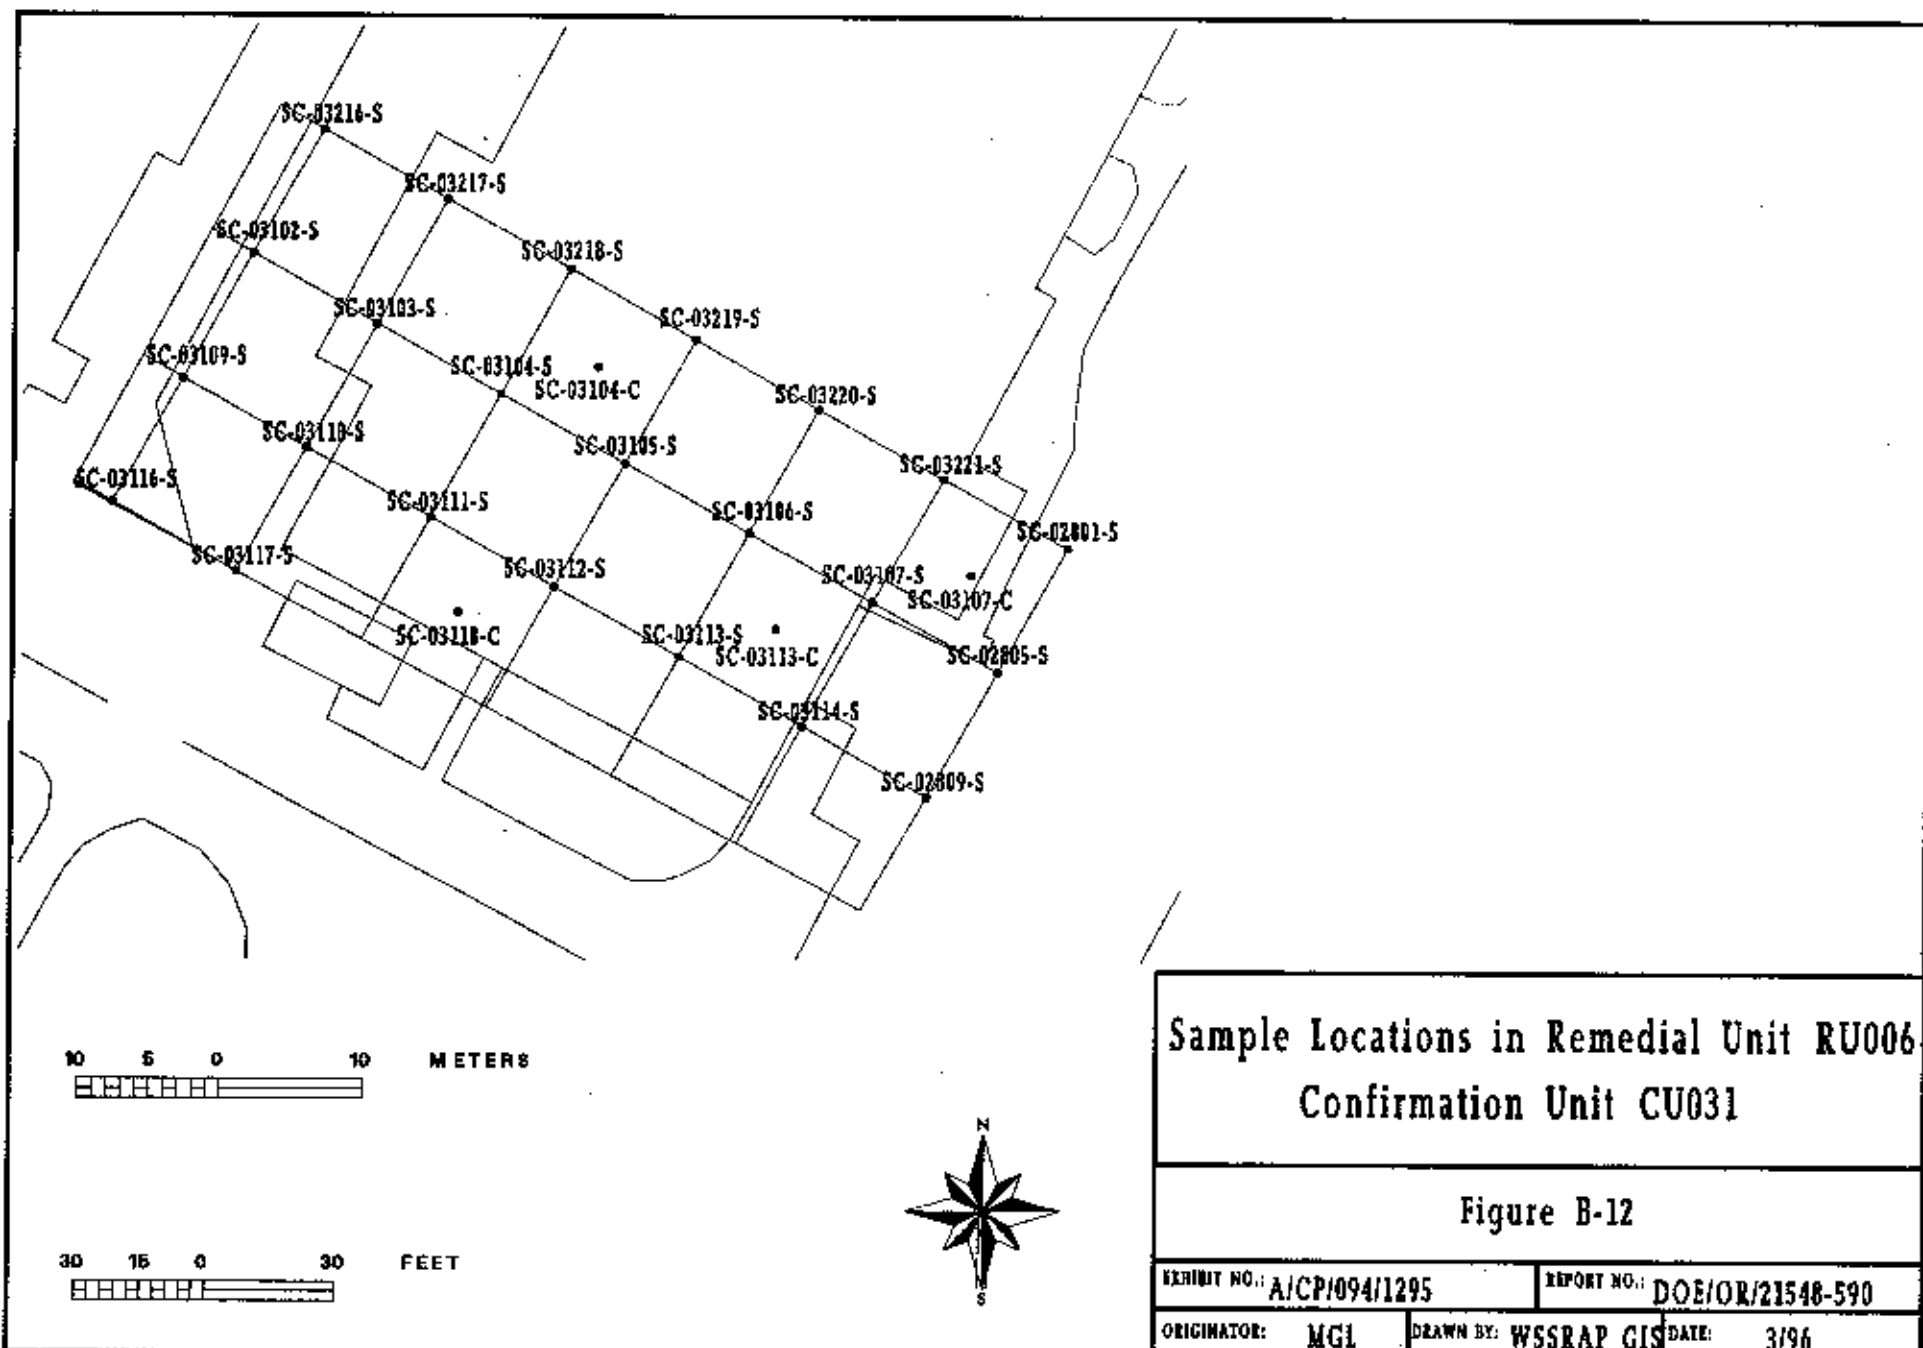 SC-03216-S
SC-03217-S
SC-03102-S
SC-03218-S
SC-03103-S
SC-03219-S
SC-03109-S
SC-03104-S
SC-03104-C
SC-03220-S
SC-03110-S
SC-03105-S
SC-03221-S
SC-03116-S
SC-03111-S
SC-03106-S
SC-02801-S
SC-03117-S
SC-03112-S
SC-03107-S
SC-03107-C
SC-03118-C
SC-03113-S
SC-03113-C
SC-02805-S
SC-03114-S
SC-02809-S
10 5 0 10 METERS
30 15 0 30 FEET
N
S
Sample Locations in Remedial Unit RU006-
Confirmation Unit CU031
Figure B-12
EXHIBIT NO.: A/CP/094/1295 REPORT NO.: DOE/OR/21548-590
ORIGINATOR: MGL DRAWN BY: WSSRAP GIS DATE: 3/96